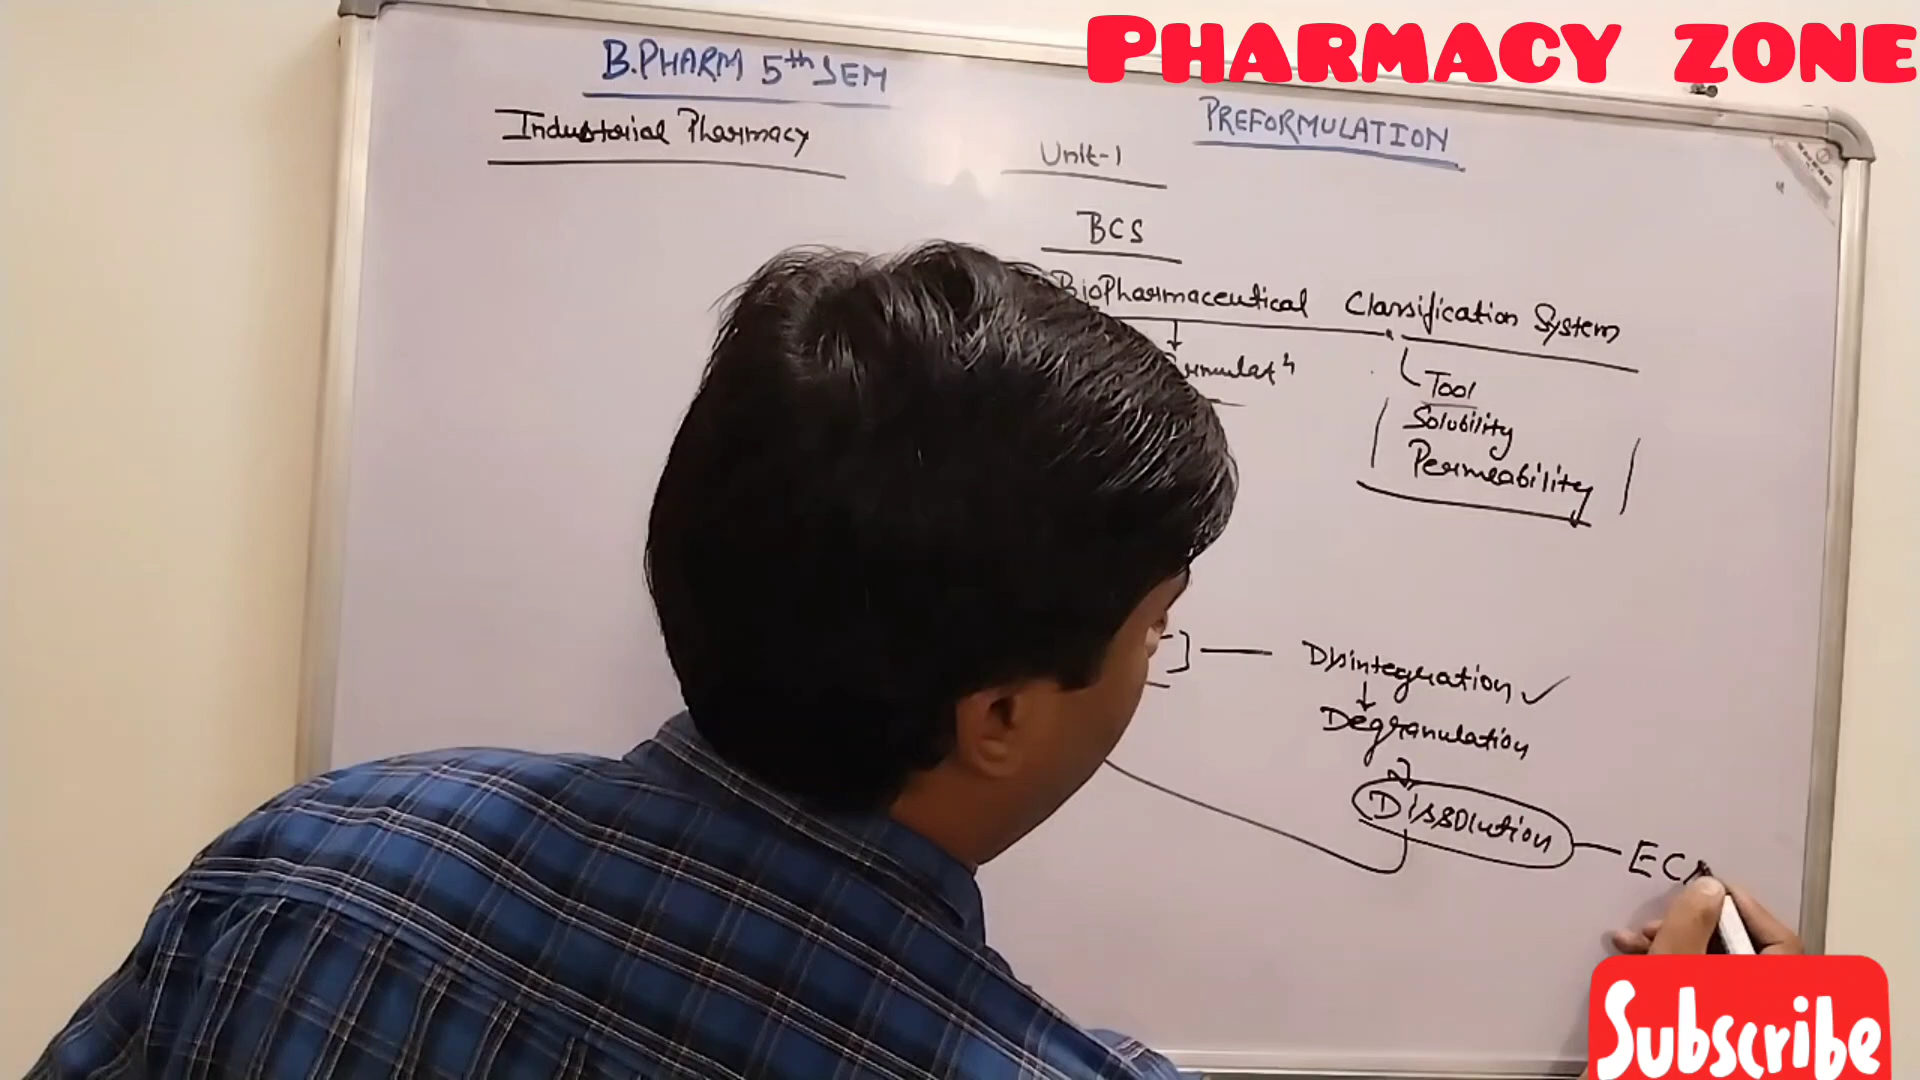 PHARMACY ZONE
B.PHARM 5th SEM
Industrial Pharmacy
PREFORMULATION
Unit-1
BCS
BioPharmaceutical Classification System
Tool
Solubility
Permeability
Disintegration ✓
Degranulation
Dissolution
Subscribe